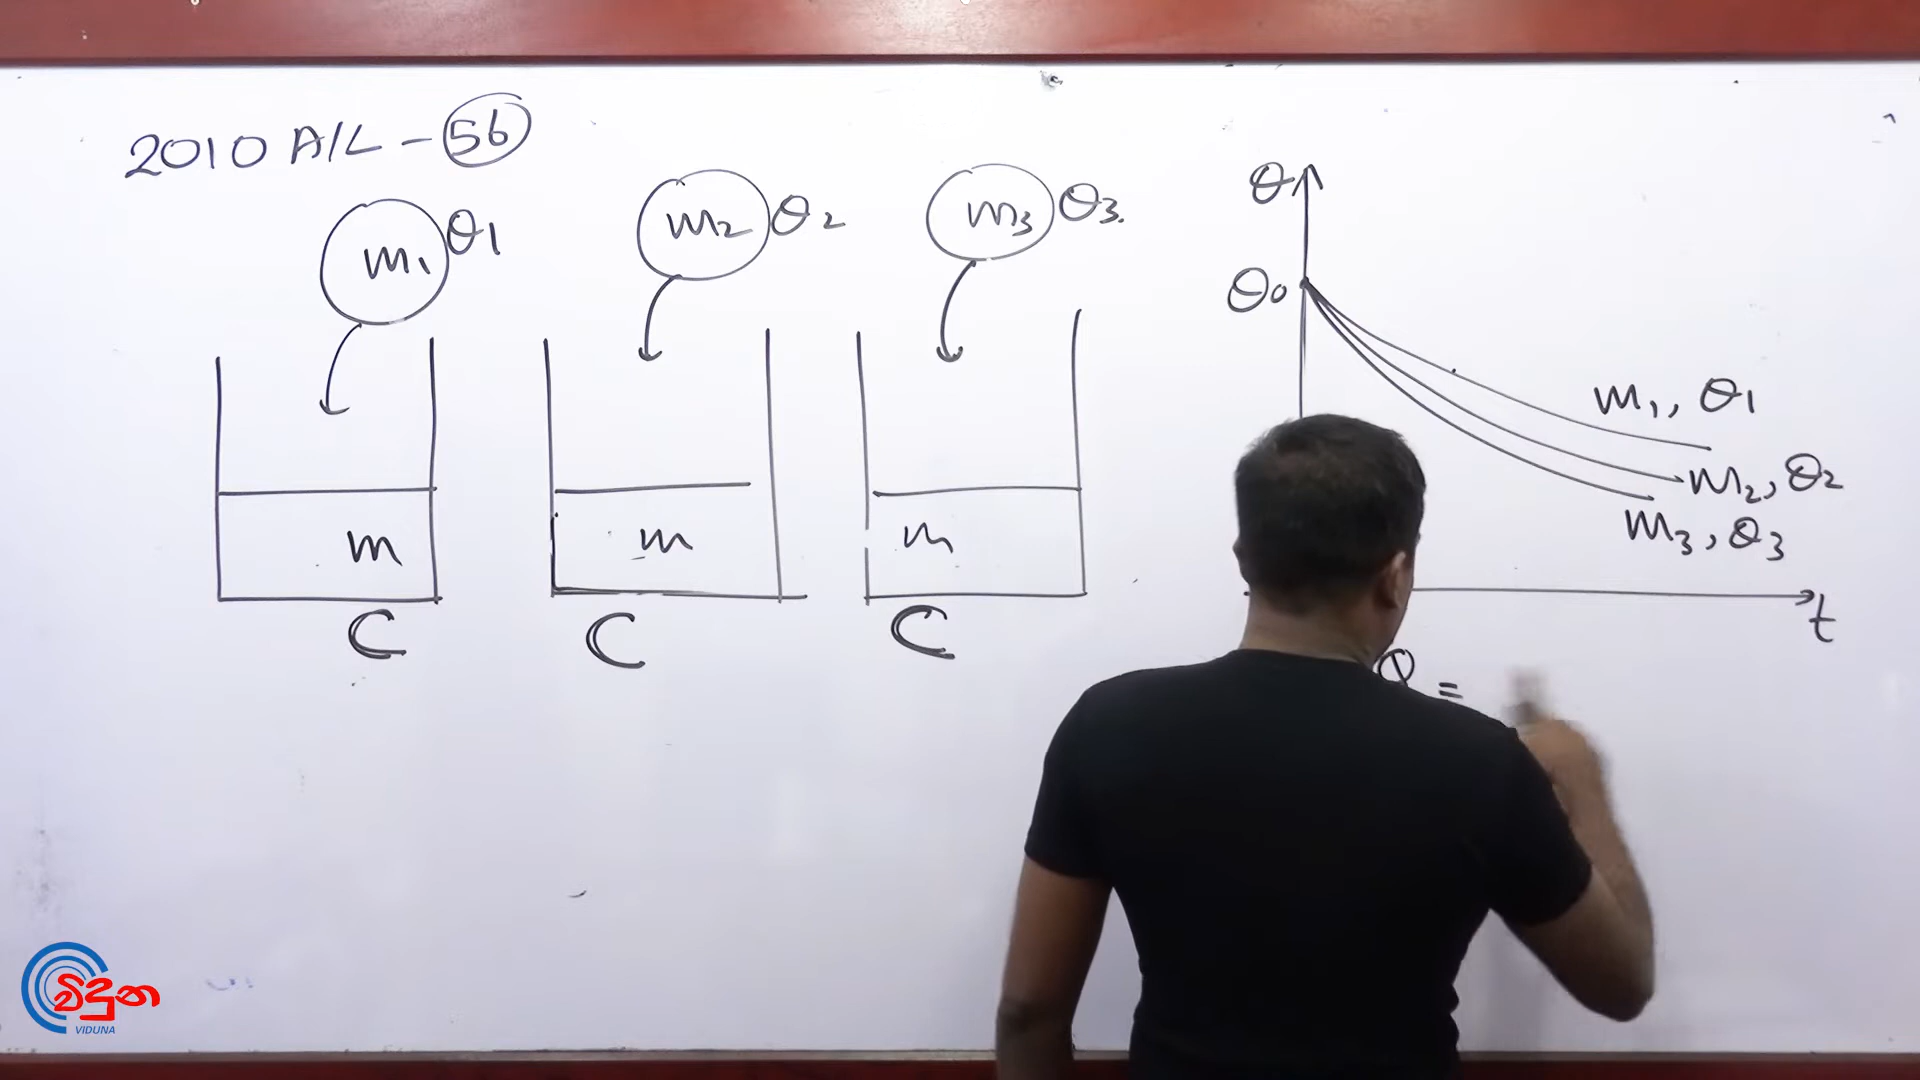 2010 A/L - 56
m₁ θ₁
m₂ θ₂
m₃ θ₃.
m
m
m
C
C
C
θ
θ₀
m₁, θ₁
m₂, θ₂
m₃, θ₃
t
Q =
විදුන
VIDUNA